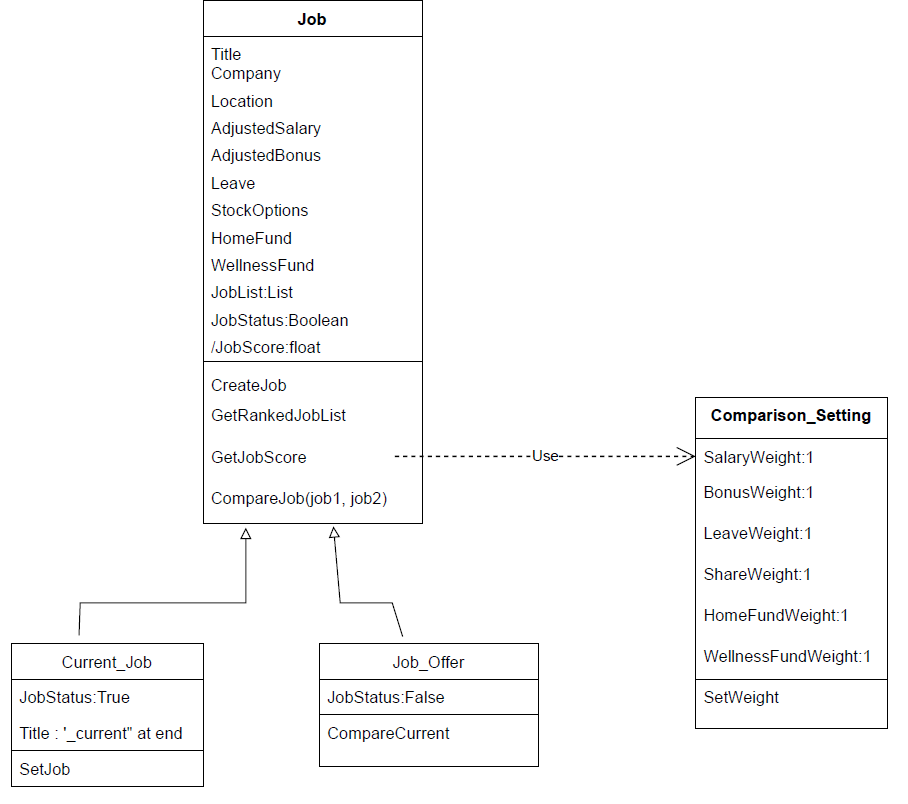 Job
Title
Company
Location
AdjustedSalary
AdjustedBonus
Leave
StockOptions
HomeFund
WellnessFund
JobList:List
JobStatus:Boolean
/JobScore:float
CreateJob
GetRankedJobList
GetJobScore
CompareJob(job1, job2)
Use
Comparison_Setting
SalaryWeight:1
BonusWeight:1
LeaveWeight:1
ShareWeight:1
HomeFundWeight:1
WellnessFundWeight:1
SetWeight
Current_Job
JobStatus:True
Title : '_current" at end
SetJob
Job_Offer
JobStatus:False
CompareCurrent